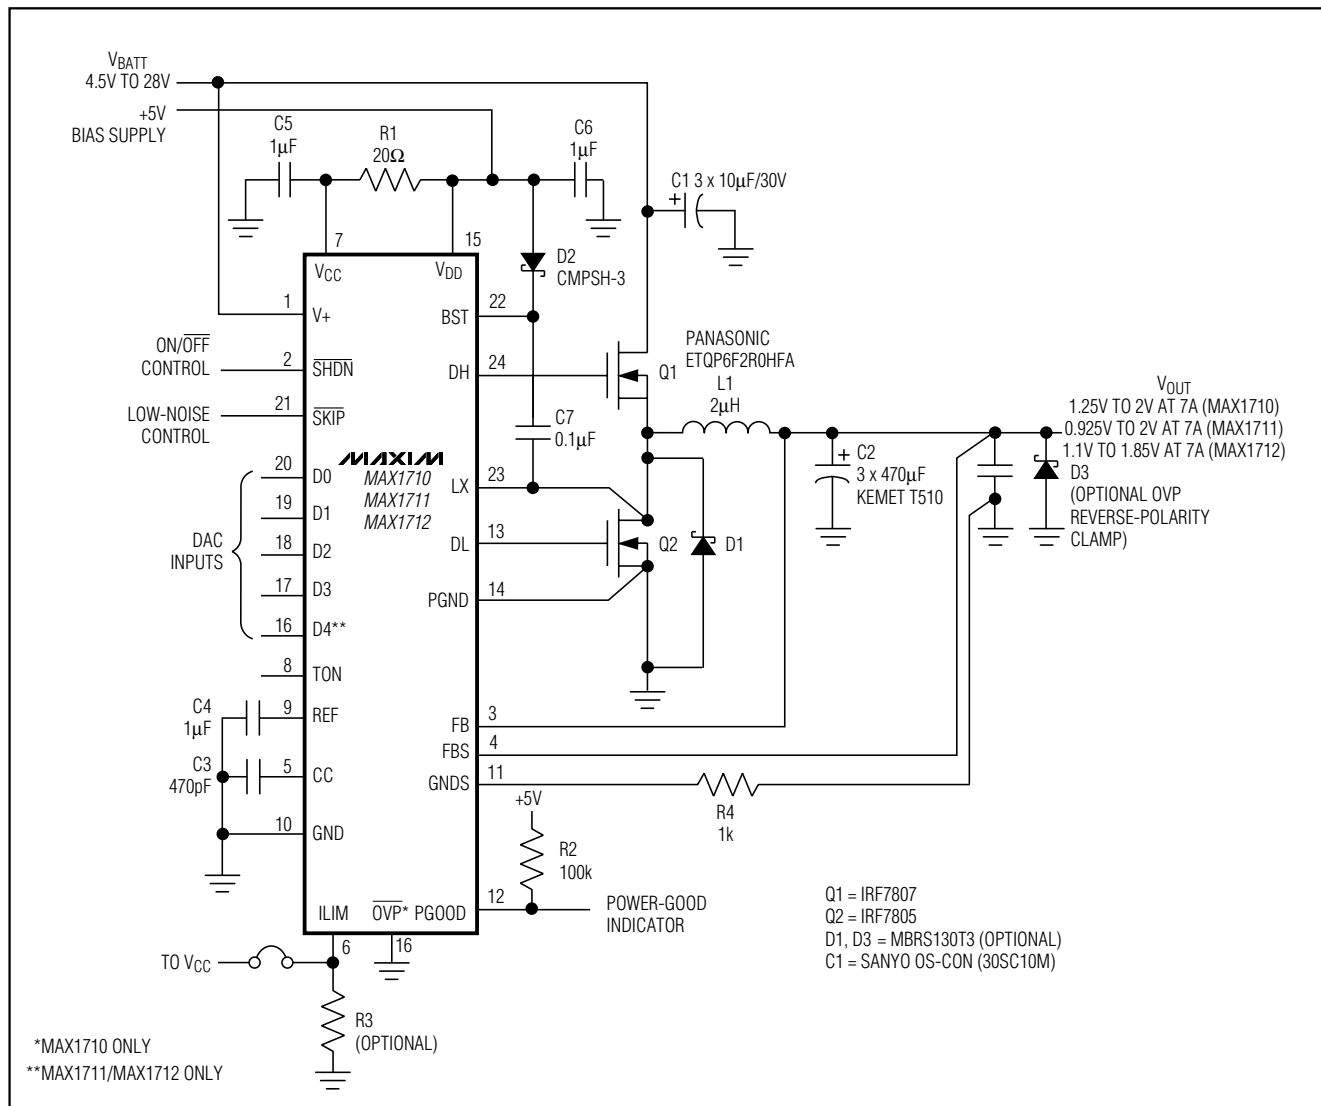 VBATT
4.5V TO 28V
+5V
BIAS SUPPLY
C5
1μF
R1
20Ω
C6
1μF
C1 3 x 10μF/30V
+
7
15
VCC
VDD
D2
CMPSH-3
1
V+
BST
22
ON/OFF
CONTROL
2
SHDN
DH
24
Q1
PANASONIC
ETQP6F2R0HFA
L1
2μH
LOW-NOISE
CONTROL
21
SKIP
C7
0.1μF
VOUT
1.25V TO 2V AT 7A (MAX1710)
0.925V TO 2V AT 7A (MAX1711)
1.1V TO 1.85V AT 7A (MAX1712)
+
C2
3 x 470μF
KEMET T510
D3
(OPTIONAL OVP
REVERSE-POLARITY
CLAMP)
MAXIM
MAX1710
MAX1711
MAX1712
DAC
INPUTS
20
D0
19
D1
18
D2
17
D3
16
D4**
LX
23
DL
13
Q2
D1
PGND
14
8
TON
C4
1μF
9
REF
C3
470pF
5
CC
10
GND
FB
3
FBS
4
GNDS
11
R4
1k
+5V
R2
100k
ILIM
OVP*
PGOOD
12
POWER-GOOD
INDICATOR
6
16
TO VCC
R3
(OPTIONAL)
Q1 = IRF7807
Q2 = IRF7805
D1, D3 = MBRS130T3 (OPTIONAL)
C1 = SANYO OS-CON (30SC10M)
*MAX1710 ONLY
**MAX1711/MAX1712 ONLY